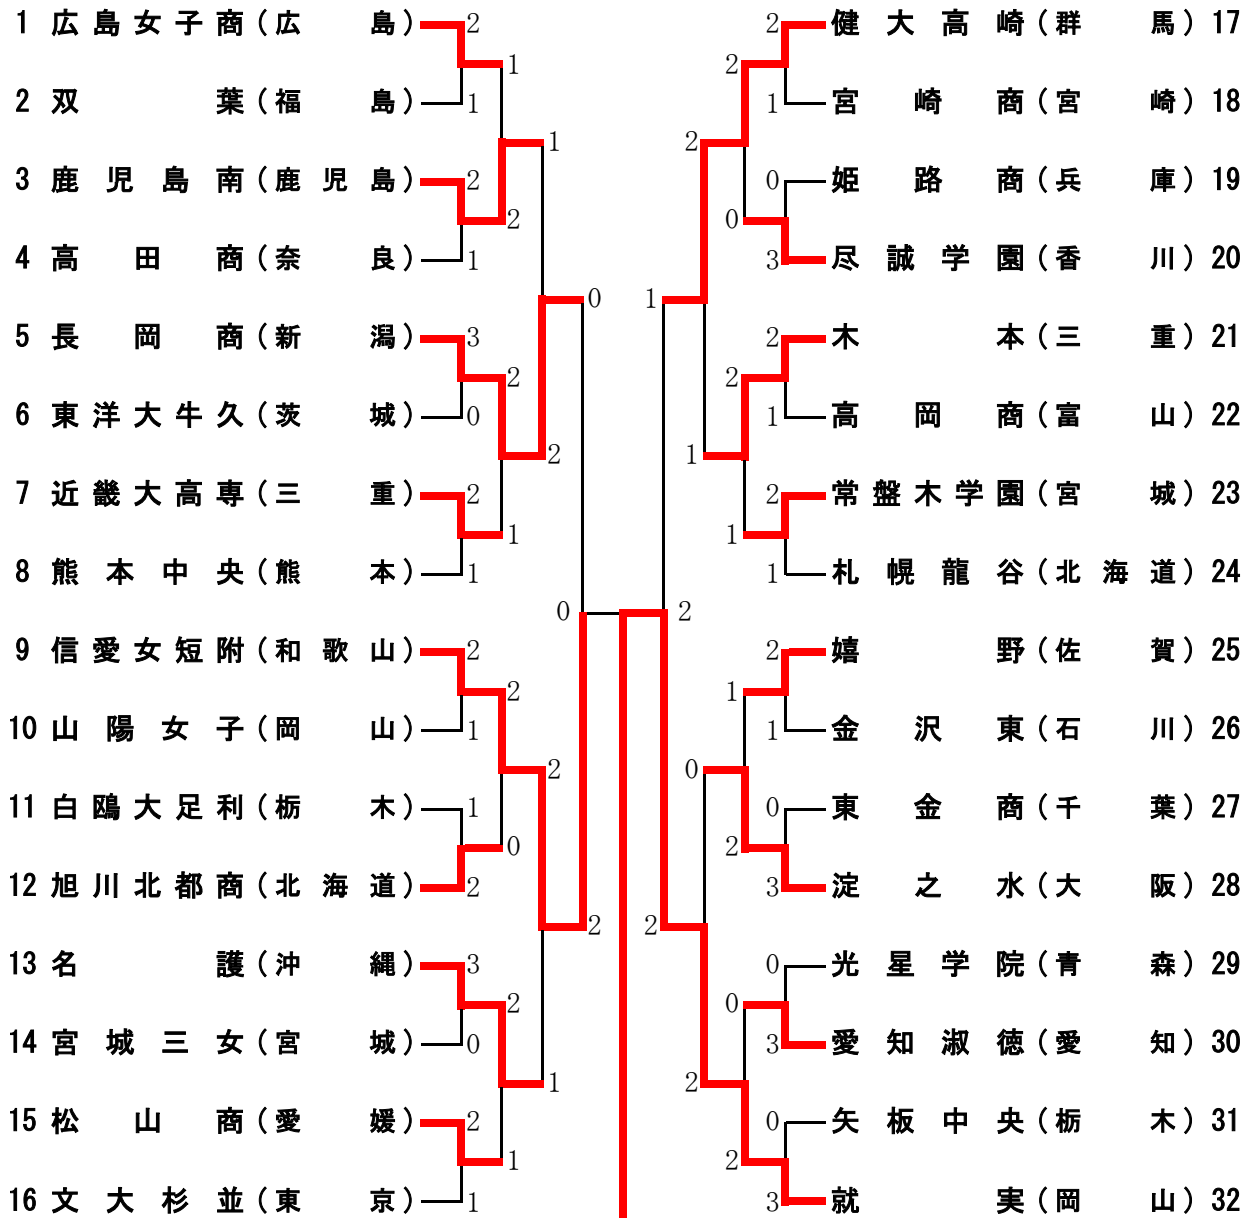 1 広島女子商(広島) 2 2 健大高崎(群馬) 17
1 2
2 双葉(福島) 1 1 宮崎商(宮崎) 18
1 2
3 鹿児島南(鹿児島) 2 0 姫路商(兵庫) 19
2 0
4 高田商(奈良) 1 3 尽誠学園(香川) 20
0 1
5 長岡商(新潟) 3 2 木本(三重) 21
2 2
6 東洋大牛久(茨城) 0 1 高岡商(富山) 22
2 1
7 近畿大高専(三重) 2 2 常盤木学園(宮城) 23
1 1
8 熊本中央(熊本) 1 1 札幌龍谷(北海道) 24
0 2
9 信愛女短附(和歌山) 2 2 嬉野(佐賀) 25
2 1
10 山陽女子(岡山) 1 1 金沢東(石川) 26
2 0
11 白鴎大足利(栃木) 1 0 東金商(千葉) 27
0 2
12 旭川北都商(北海道) 2 3 淀之水(大阪) 28
2 2
13 名護(沖縄) 3 0 光星学院(青森) 29
2 0
14 宮城三女(宮城) 0 3 愛知淑徳(愛知) 30
1 2
15 松山商(愛媛) 2 0 矢板中央(栃木) 31
1 2
16 文大杉並(東京) 1 3 就実(岡山) 32